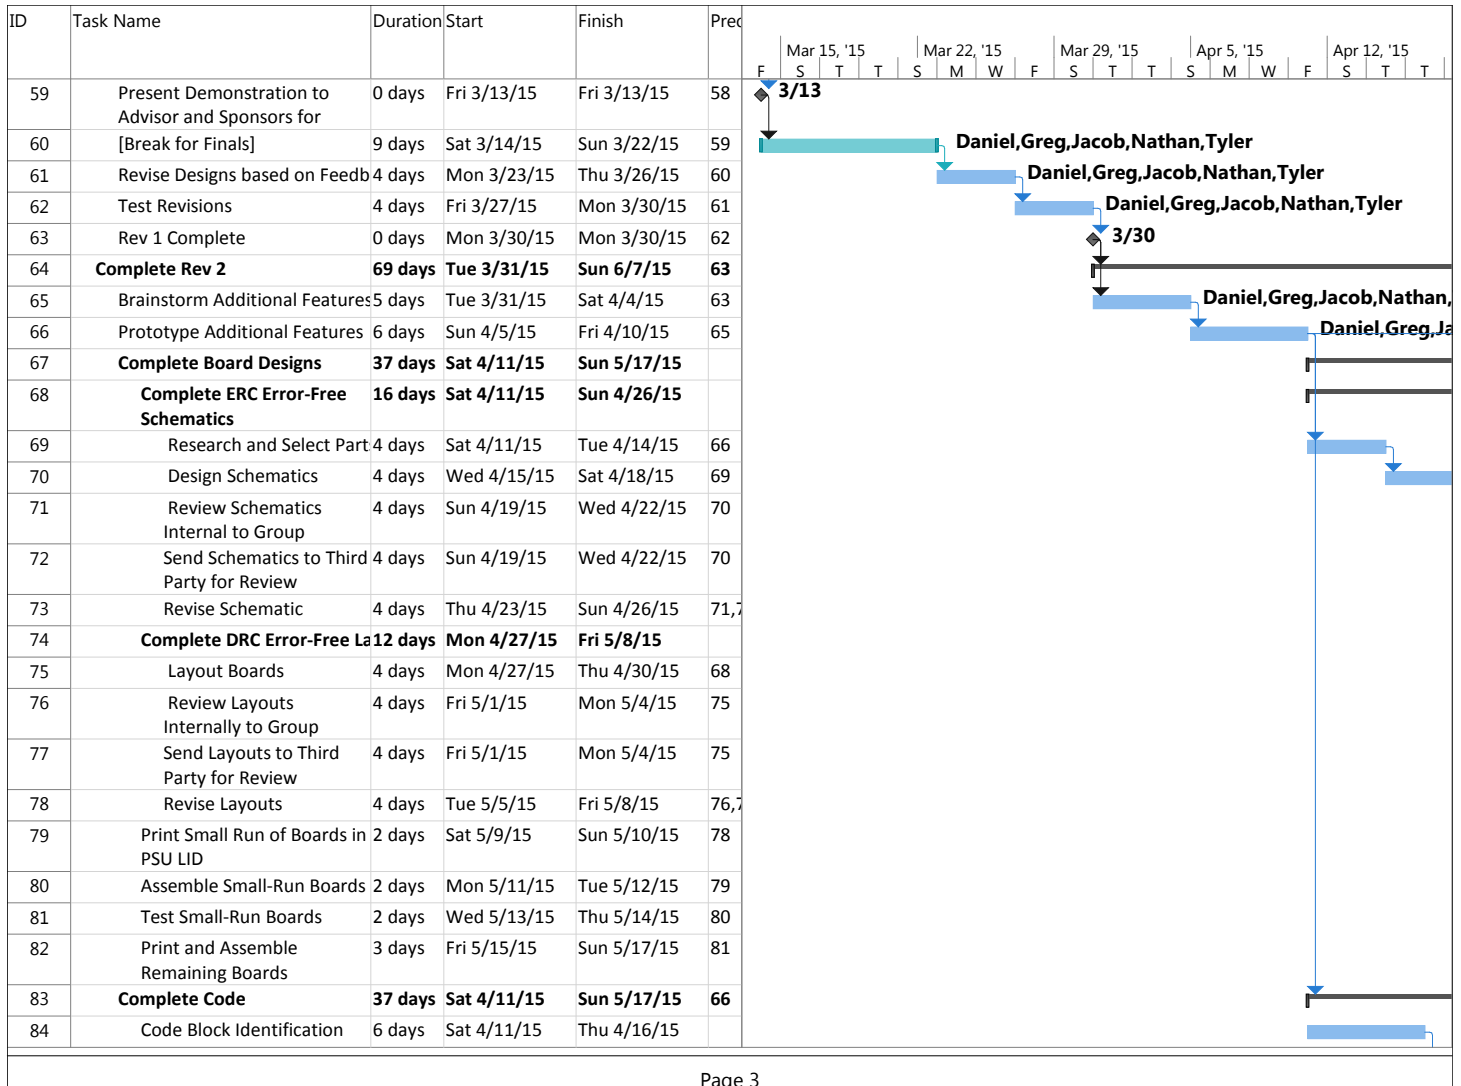 ID Task Name Duration Start Finish Pred
Mar 15, '15 Mar 22, '15 Mar 29, '15 Apr 5, '15 Apr 12, '15
F S T T S M W F S T T S M W F S T T
59 Present Demonstration to 0 days Fri 3/13/15 Fri 3/13/15 58 3/13
Advisor and Sponsors for
60 [Break for Finals] 9 days Sat 3/14/15 Sun 3/22/15 59 Daniel,Greg,Jacob,Nathan,Tyler
61 Revise Designs based on Feedb 4 days Mon 3/23/15 Thu 3/26/15 60 Daniel,Greg,Jacob,Nathan,Tyler
62 Test Revisions 4 days Fri 3/27/15 Mon 3/30/15 61 Daniel,Greg,Jacob,Nathan,Tyler
63 Rev 1 Complete 0 days Mon 3/30/15 Mon 3/30/15 62 3/30
64 Complete Rev 2 69 days Tue 3/31/15 Sun 6/7/15 63
65 Brainstorm Additional Features 5 days Tue 3/31/15 Sat 4/4/15 63 Daniel,Greg,Jacob,Nathan,
66 Prototype Additional Features 6 days Sun 4/5/15 Fri 4/10/15 65 Daniel,Greg,Ja
67 Complete Board Designs 37 days Sat 4/11/15 Sun 5/17/15
68 Complete ERC Error-Free 16 days Sat 4/11/15 Sun 4/26/15
Schematics
69 Research and Select Part 4 days Sat 4/11/15 Tue 4/14/15 66
70 Design Schematics 4 days Wed 4/15/15 Sat 4/18/15 69
71 Review Schematics 4 days Sun 4/19/15 Wed 4/22/15 70
Internal to Group
72 Send Schematics to Third 4 days Sun 4/19/15 Wed 4/22/15 70
Party for Review
73 Revise Schematic 4 days Thu 4/23/15 Sun 4/26/15 71,7
74 Complete DRC Error-Free La 12 days Mon 4/27/15 Fri 5/8/15
75 Layout Boards 4 days Mon 4/27/15 Thu 4/30/15 68
76 Review Layouts 4 days Fri 5/1/15 Mon 5/4/15 75
Internally to Group
77 Send Layouts to Third 4 days Fri 5/1/15 Mon 5/4/15 75
Party for Review
78 Revise Layouts 4 days Tue 5/5/15 Fri 5/8/15 76,7
79 Print Small Run of Boards in 2 days Sat 5/9/15 Sun 5/10/15 78
PSU LID
80 Assemble Small-Run Boards 2 days Mon 5/11/15 Tue 5/12/15 79
81 Test Small-Run Boards 2 days Wed 5/13/15 Thu 5/14/15 80
82 Print and Assemble 3 days Fri 5/15/15 Sun 5/17/15 81
Remaining Boards
83 Complete Code 37 days Sat 4/11/15 Sun 5/17/15 66
84 Code Block Identification 6 days Sat 4/11/15 Thu 4/16/15
Page 3